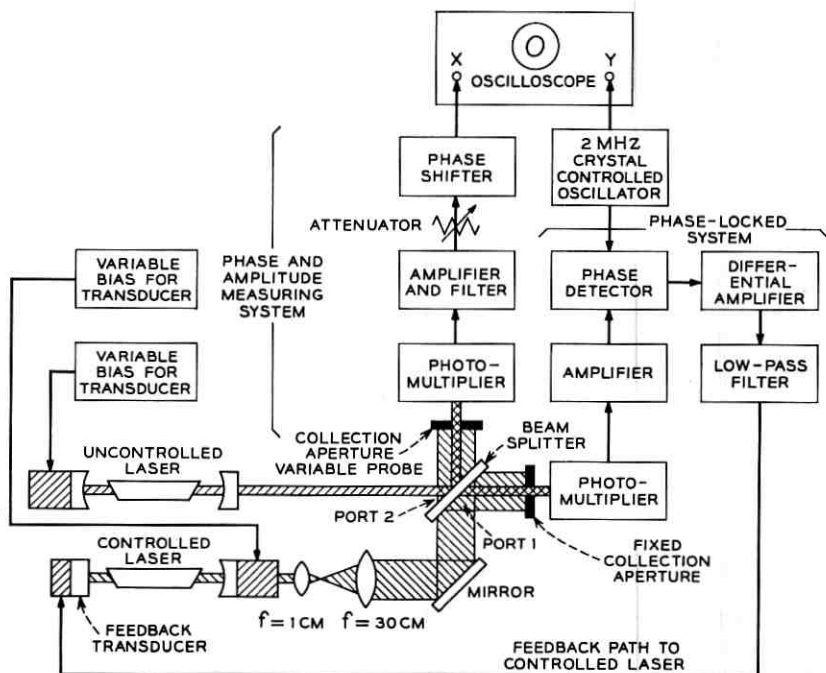 X
Y
OSCILLOSCOPE
PHASE
SHIFTER
2 MHZ
CRYSTAL
CONTROLLED
OSCILLATOR
ATTENUATOR
PHASE-LOCKED
SYSTEM
VARIABLE
BIAS FOR
TRANSDUCER
PHASE AND
AMPLITUDE
MEASURING
SYSTEM
AMPLIFIER
AND FILTER
PHASE
DETECTOR
DIFFER-
ENTIAL
AMPLIFIER
VARIABLE
BIAS FOR
TRANSDUCER
PHOTO-
MULTIPLIER
AMPLIFIER
LOW-PASS
FILTER
COLLECTION
APERTURE
VARIABLE PROBE
BEAM
SPLITTER
UNCONTROLLED
LASER
PHOTO-
MULTIPLIER
PORT 2
PORT 1
CONTROLLED
LASER
FIXED
COLLECTION
APERTURE
MIRROR
FEEDBACK
TRANSDUCER
f = 1 CM
f = 30 CM
FEEDBACK PATH TO
CONTROLLED LASER